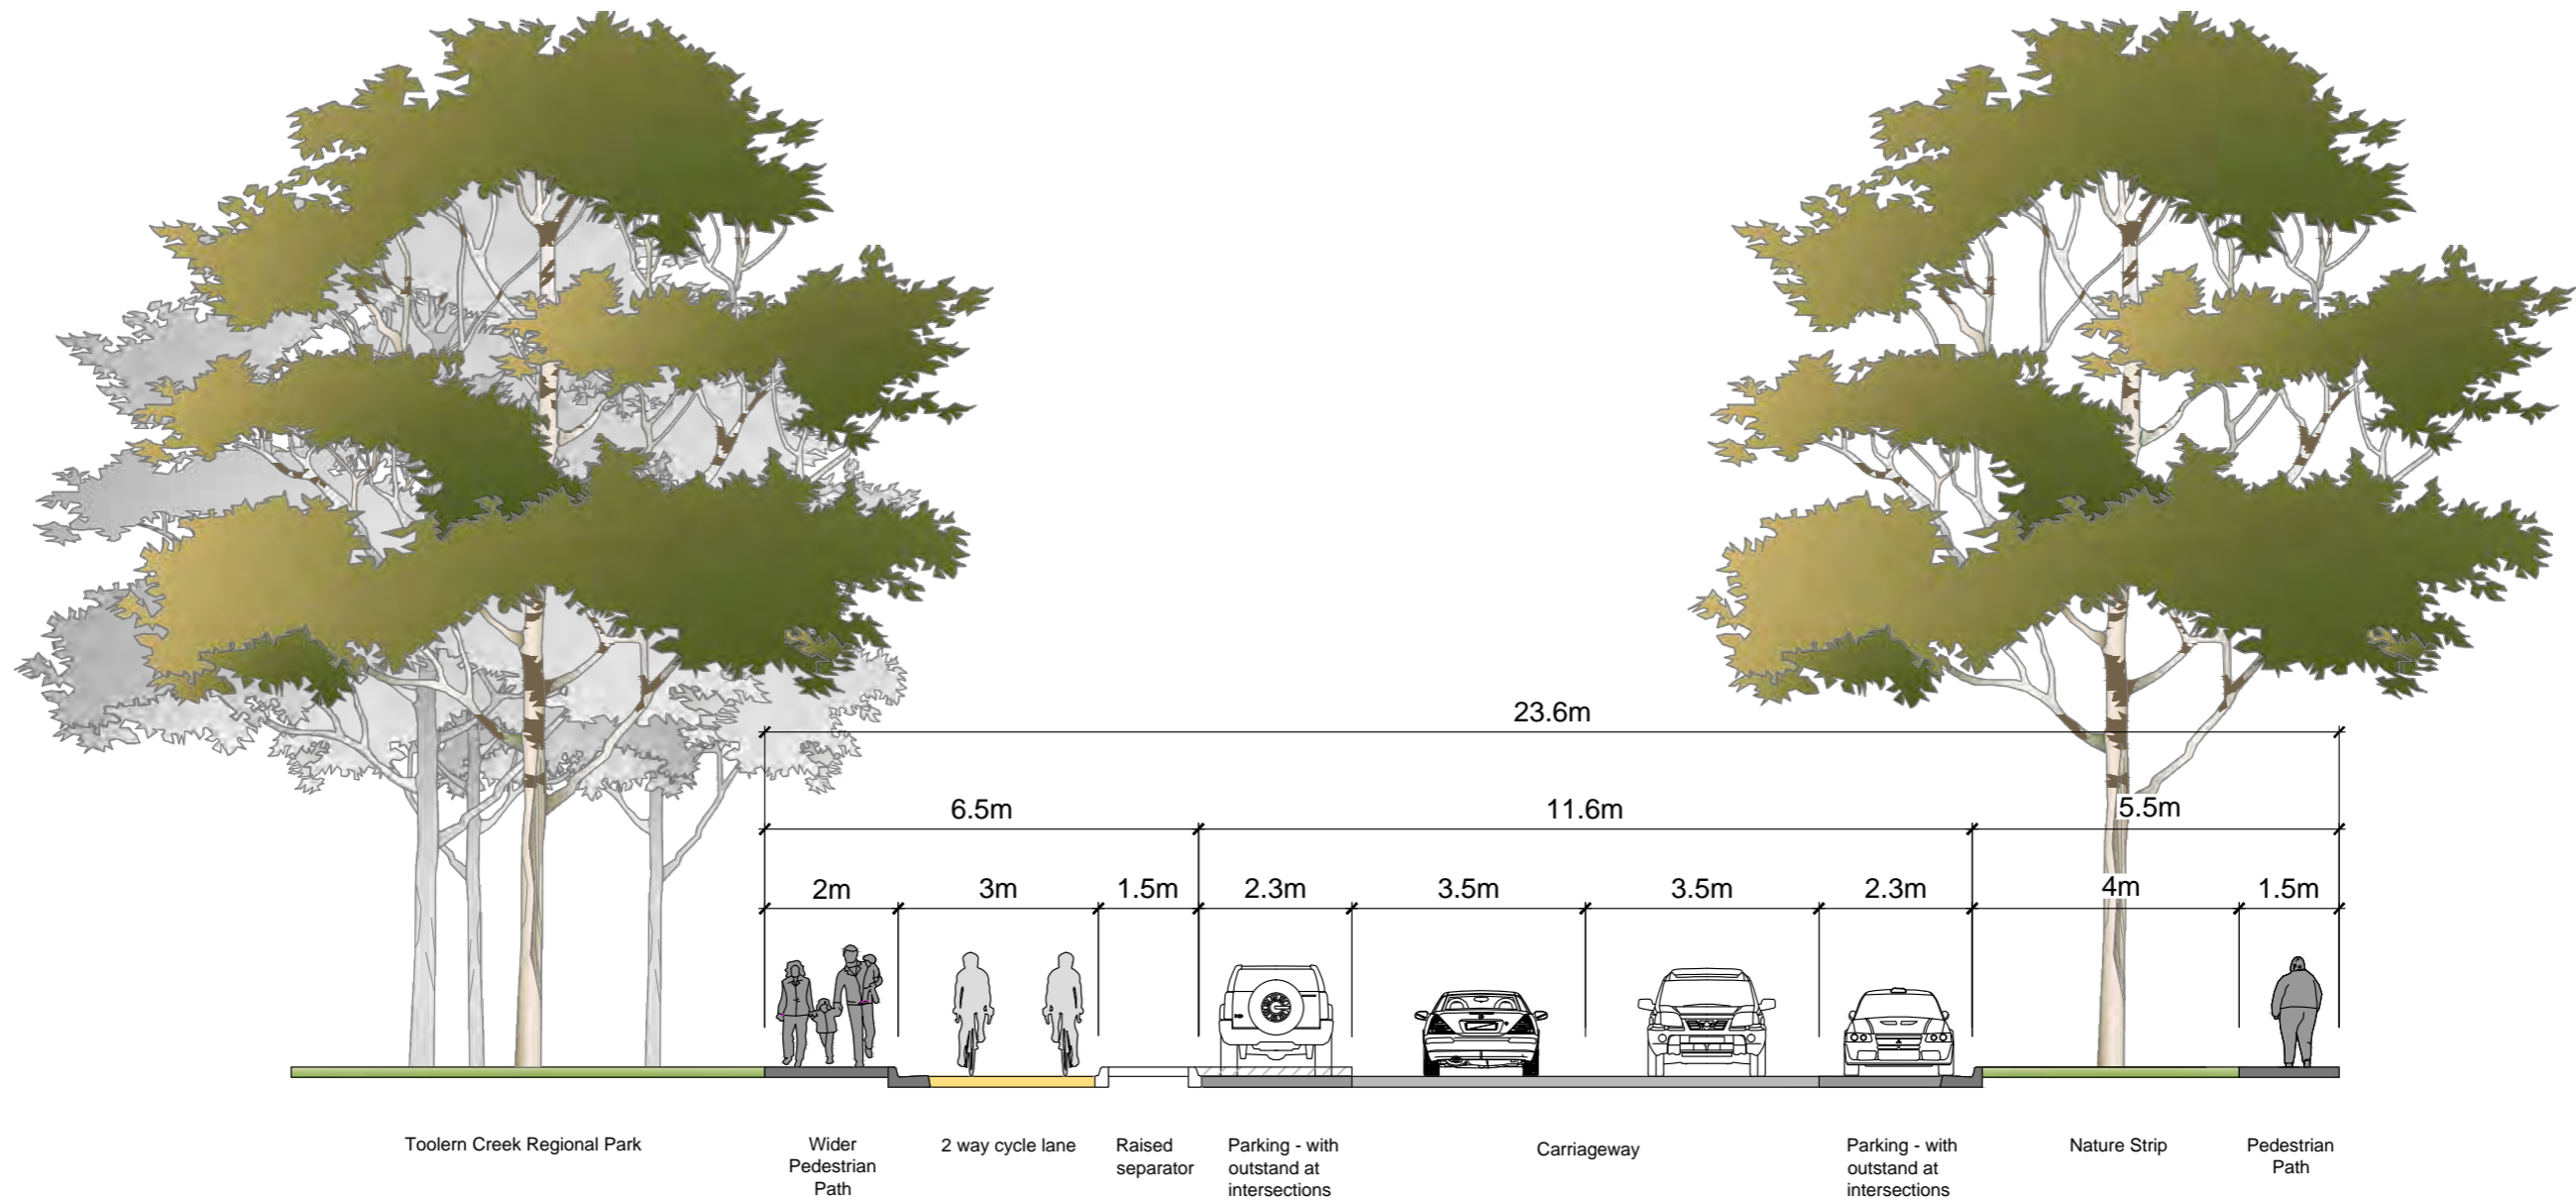 23.6m
6.5m
11.6m
5.5m
2m
3m
1.5m
2.3m
3.5m
3.5m
2.3m
4m
1.5m
Toolern Creek Regional Park
Wider
Pedestrian
Path
2 way cycle lane
Raised
separator
Parking - with
outstand at
intersections
Carriageway
Parking - with
outstand at
intersections
Nature Strip
Pedestrian
Path